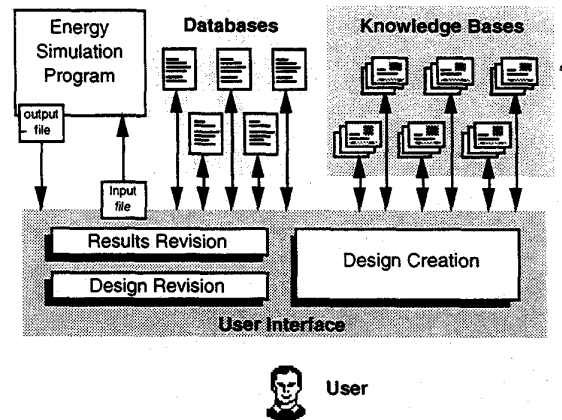 Energy
Simulation
Program
Databases
Knowledge Bases
output
file
Input
file
Results Revision
Design Revision
Design Creation
User Interface
User